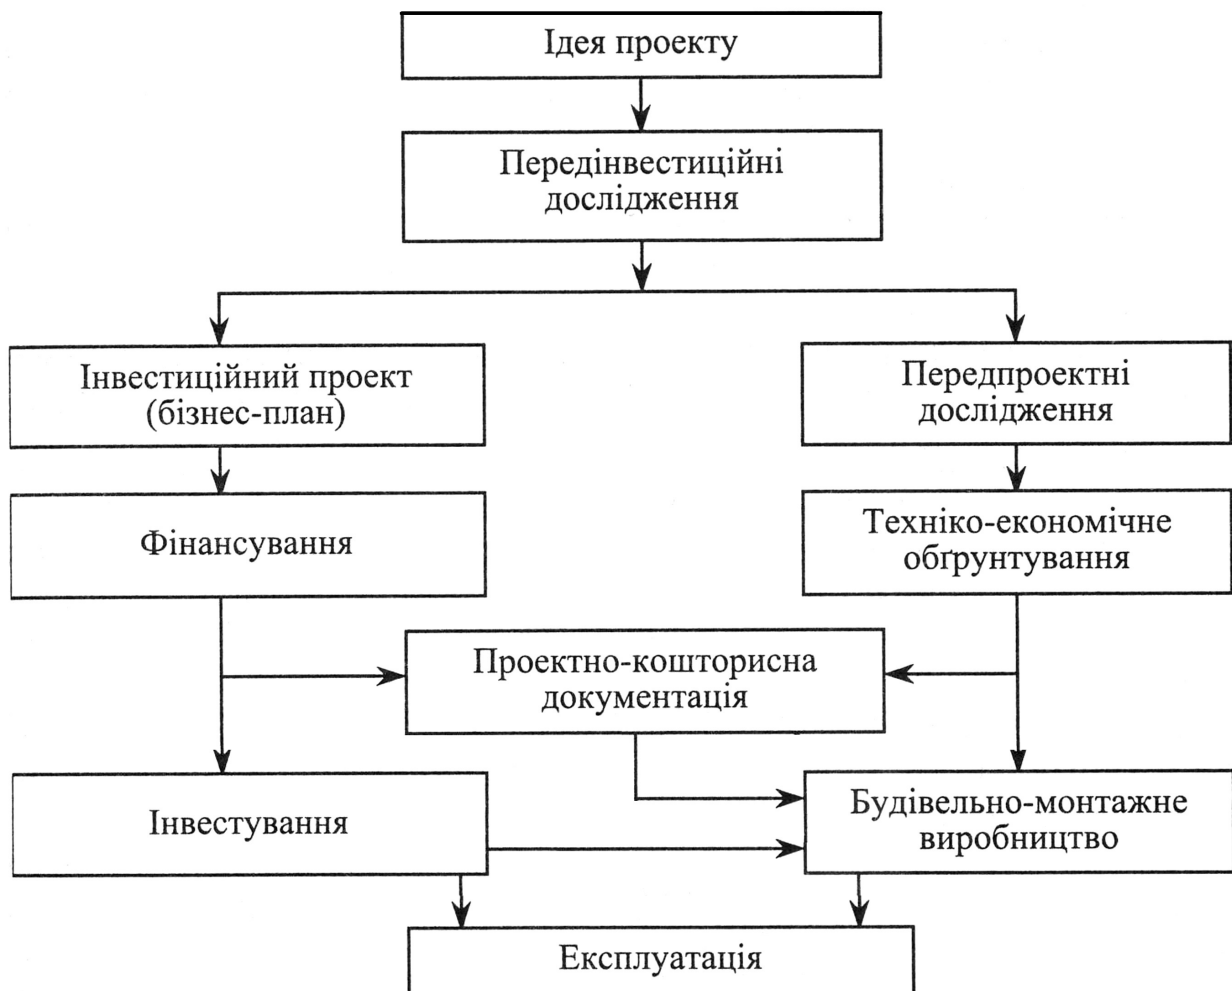 Ідея проекту
Передінвестиційні
дослідження
Інвестиційний проект
(бізнес-план)
Передпроектні
дослідження
Фінансування
Техніко-економічне
обґрунтування
Проектно-кошторисна
документація
Інвестування
Будівельно-монтажне
виробництво
Експлуатація